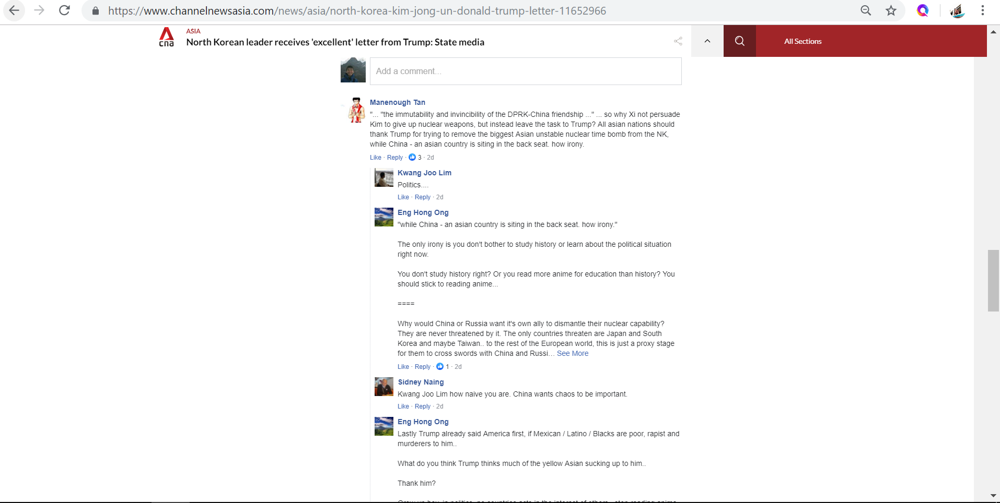 https://www.channelnewsasia.com/news/asia/north-korea-kim-jong-un-donald-trump-letter-11652966
cna
ASIA
North Korean leader receives 'excellent' letter from Trump: State media
All Sections
Add a comment...
Manenough Tan
"... "the immutability and invincibility of the DPRK-China friendship ..." ... so why Xi not persuade
Kim to give up nuclear weapons, but instead leave the task to Trump? All asian nations should
thank Trump for trying to remove the biggest Asian unstable nuclear time bomb from the NK,
while China - an asian country is siting in the back seat. how irony.
Like · Reply · 3 · 2d
Kwang Joo Lim
Politics....
Like · Reply · 2d
Eng Hong Ong
"while China - an asian country is siting in the back seat. how irony."
The only irony is you don't bother to study history or learn about the political situation
right now.
You don't study history right? Or you read more anime for education than history? You
should stick to reading anime...
====
Why would China or Russia want it's own ally to dismantle their nuclear capability?
They are never threatened by it. The only countries threaten are Japan and South
Korea and maybe Taiwan.. to the rest of the European world, this is just a proxy stage
for them to cross swords with China and Russi... See More
Like · Reply · 1 · 2d
Sidney Naing
Kwang Joo Lim how naive you are. China wants chaos to be important.
Like · Reply · 2d
Eng Hong Ong
Lastly Trump already said America first, if Mexican / Latino / Blacks are poor, rapist and
murderers to him..
What do you think Trump thinks much of the yellow Asian sucking up to him..
Thank him?